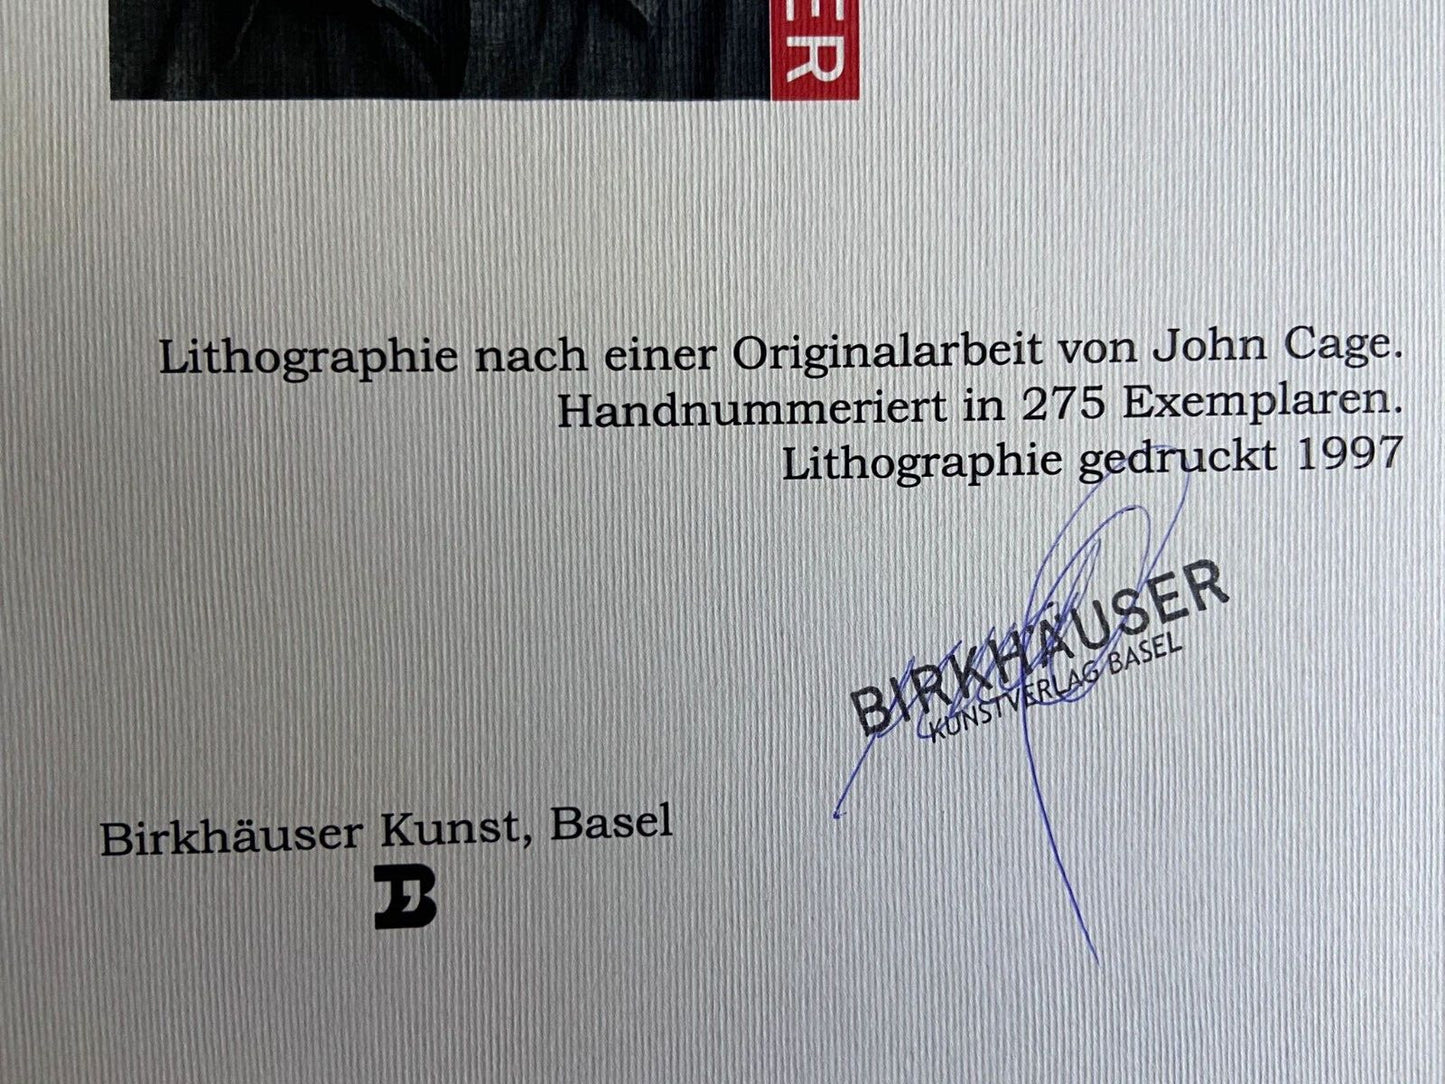 ER
Lithographie nach einer Originalarbeit von John Cage.
Handnummeriert in 275 Exemplaren.
Lithographie gedruckt 1997
BIRKHÄUSER
KUNSTVERLAG BASEL
Birkhäuser Kunst, Basel
B